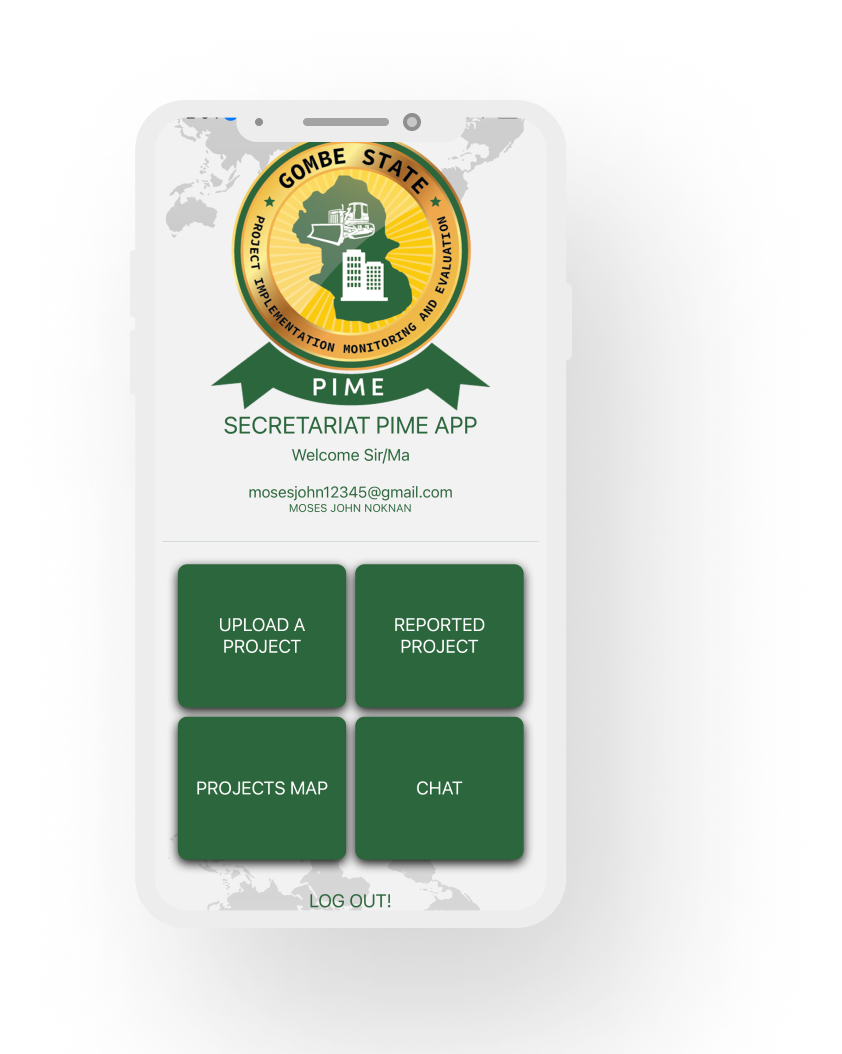 GOMBE STATE
PROJECT IMPLEMENTATION MONITORING AND EVALUATION
PIME
SECRETARIAT PIME APP
Welcome Sir/Ma
mosesjohn12345@gmail.com
MOSES JOHN NOKNAN
UPLOAD A
PROJECT
REPORTED
PROJECT
PROJECTS MAP
CHAT
LOG OUT!